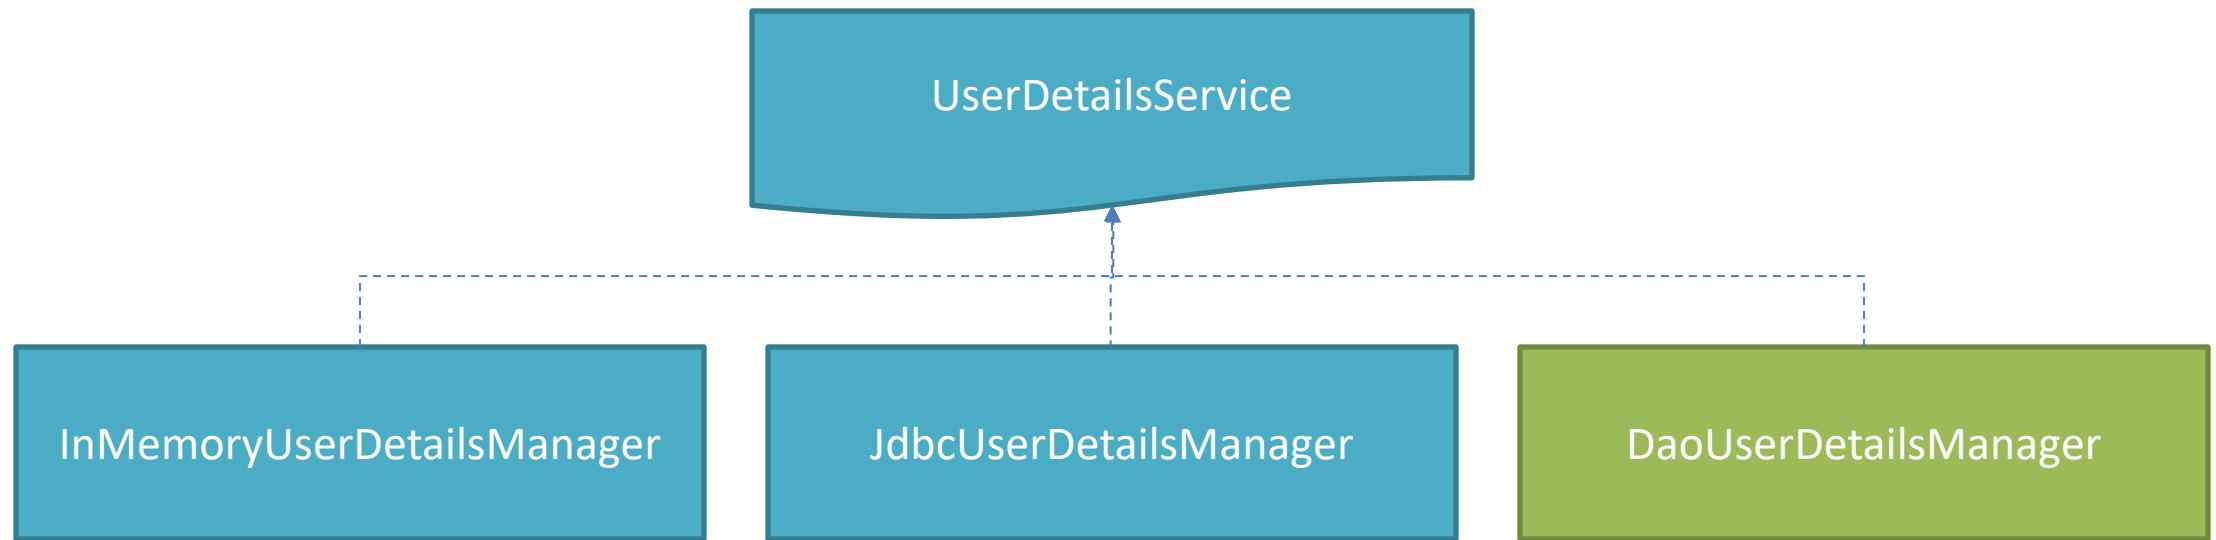 UserDetailsService
InMemoryUserDetailsManager
JdbcUserDetailsManager
DaoUserDetailsManager